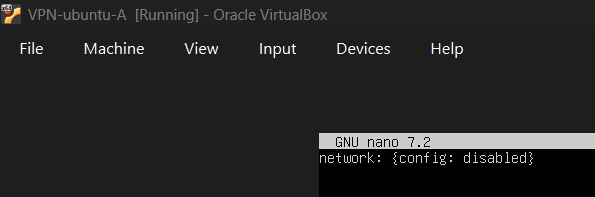 VPN-ubuntu-A [Running] - Oracle VirtualBox
File Machine View Input Devices Help
GNU nano 7.2
network: {config: disabled}